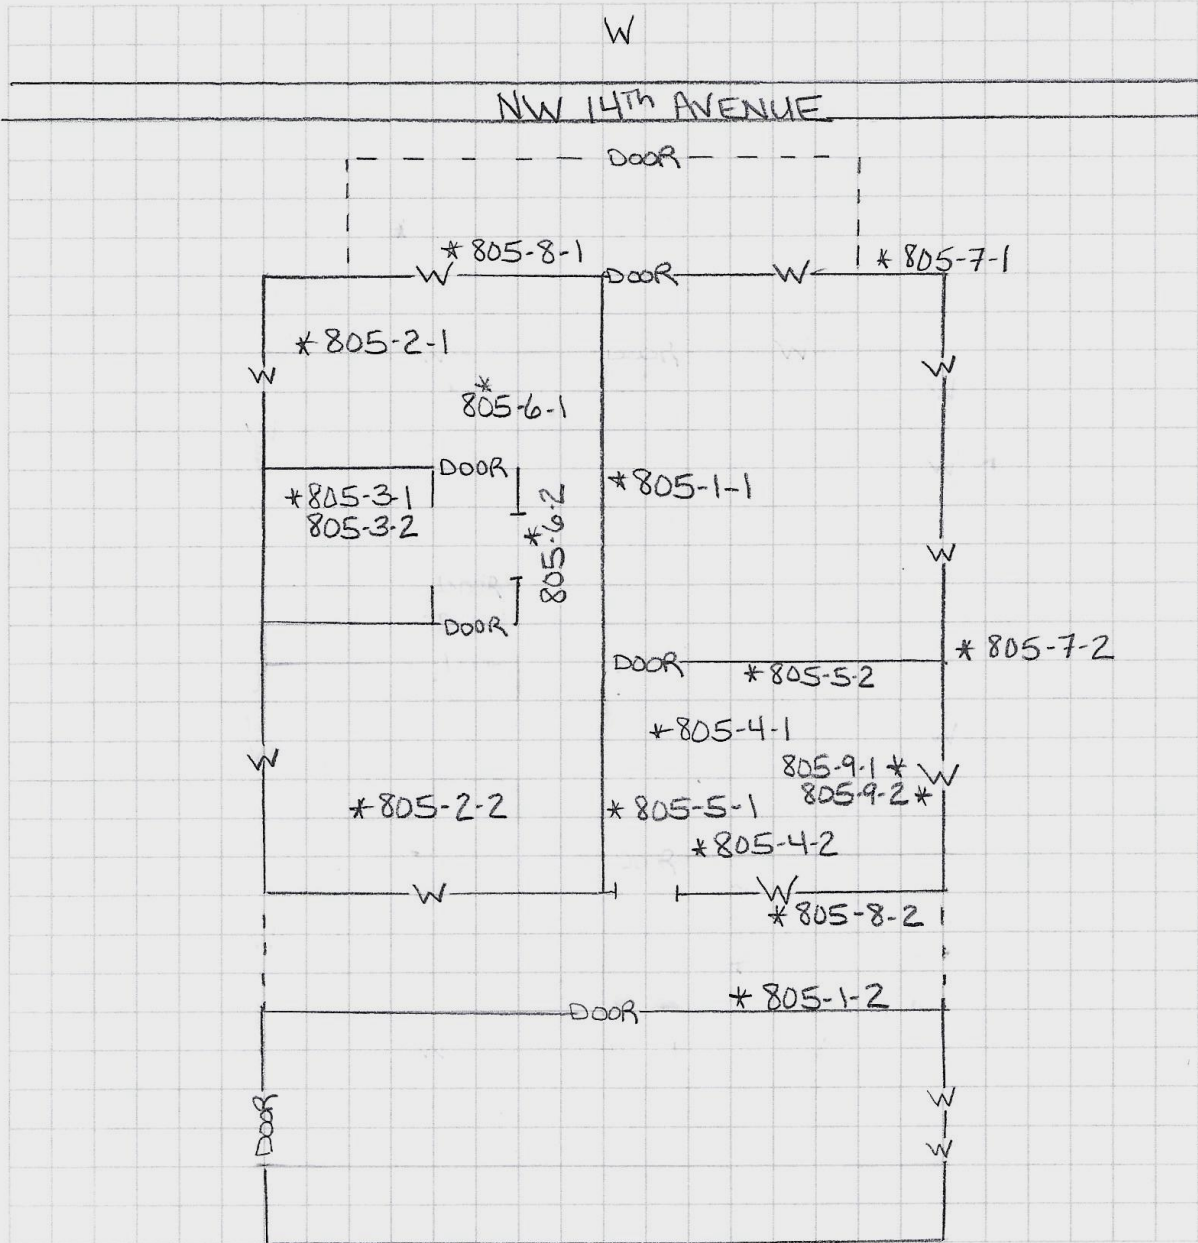 W
NW 14Th AVENUE
DOOR
*805-8-1
*805-7-1
W DOOR W
*805-2-1
W
W
*
805-6-1
DOOR
*805-3-1
805-3-2
*805-6-2
*805-1-1
W
DOOR
DOOR
*805-7-2
*805-5-2
*805-4-1
W
805-9-1* W
805-9-2*
*805-2-2
*805-5-1
*805-4-2
W
W
*805-8-2
*805-1-2
DOOR
DOOR
W
W